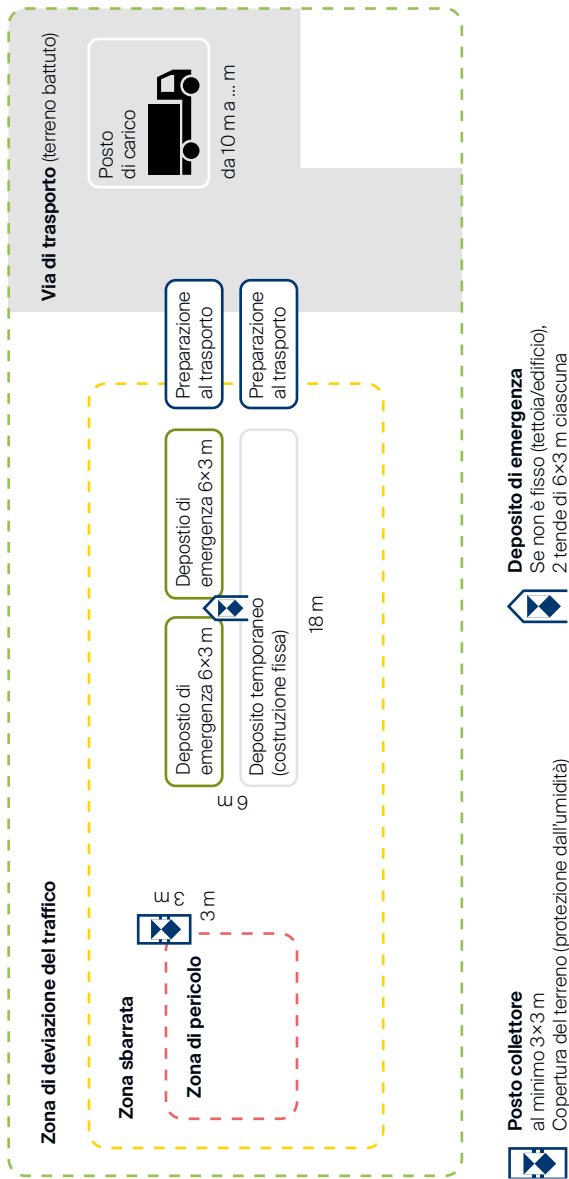 Zona di deviazione del traffico
Via di trasporto (terreno battuto)
Zona sbarrata
Posto
di carico
da 10 m a ... m
Zona di pericolo
3 m
3 m
Depostio di
emergenza 6×3 m
Depostio di
emergenza 6×3 m
Preparazione
al trasporto
6 m
Deposito temporaneo
(costruzione fissa)
Preparazione
al trasporto
18 m
Posto collettore
al minimo 3×3 m
Copertura del terreno (protezione dall'umidità)
Deposito di emergenza
Se non è fisso (tettoia/edificio),
2 tende di 6×3 m ciascuna